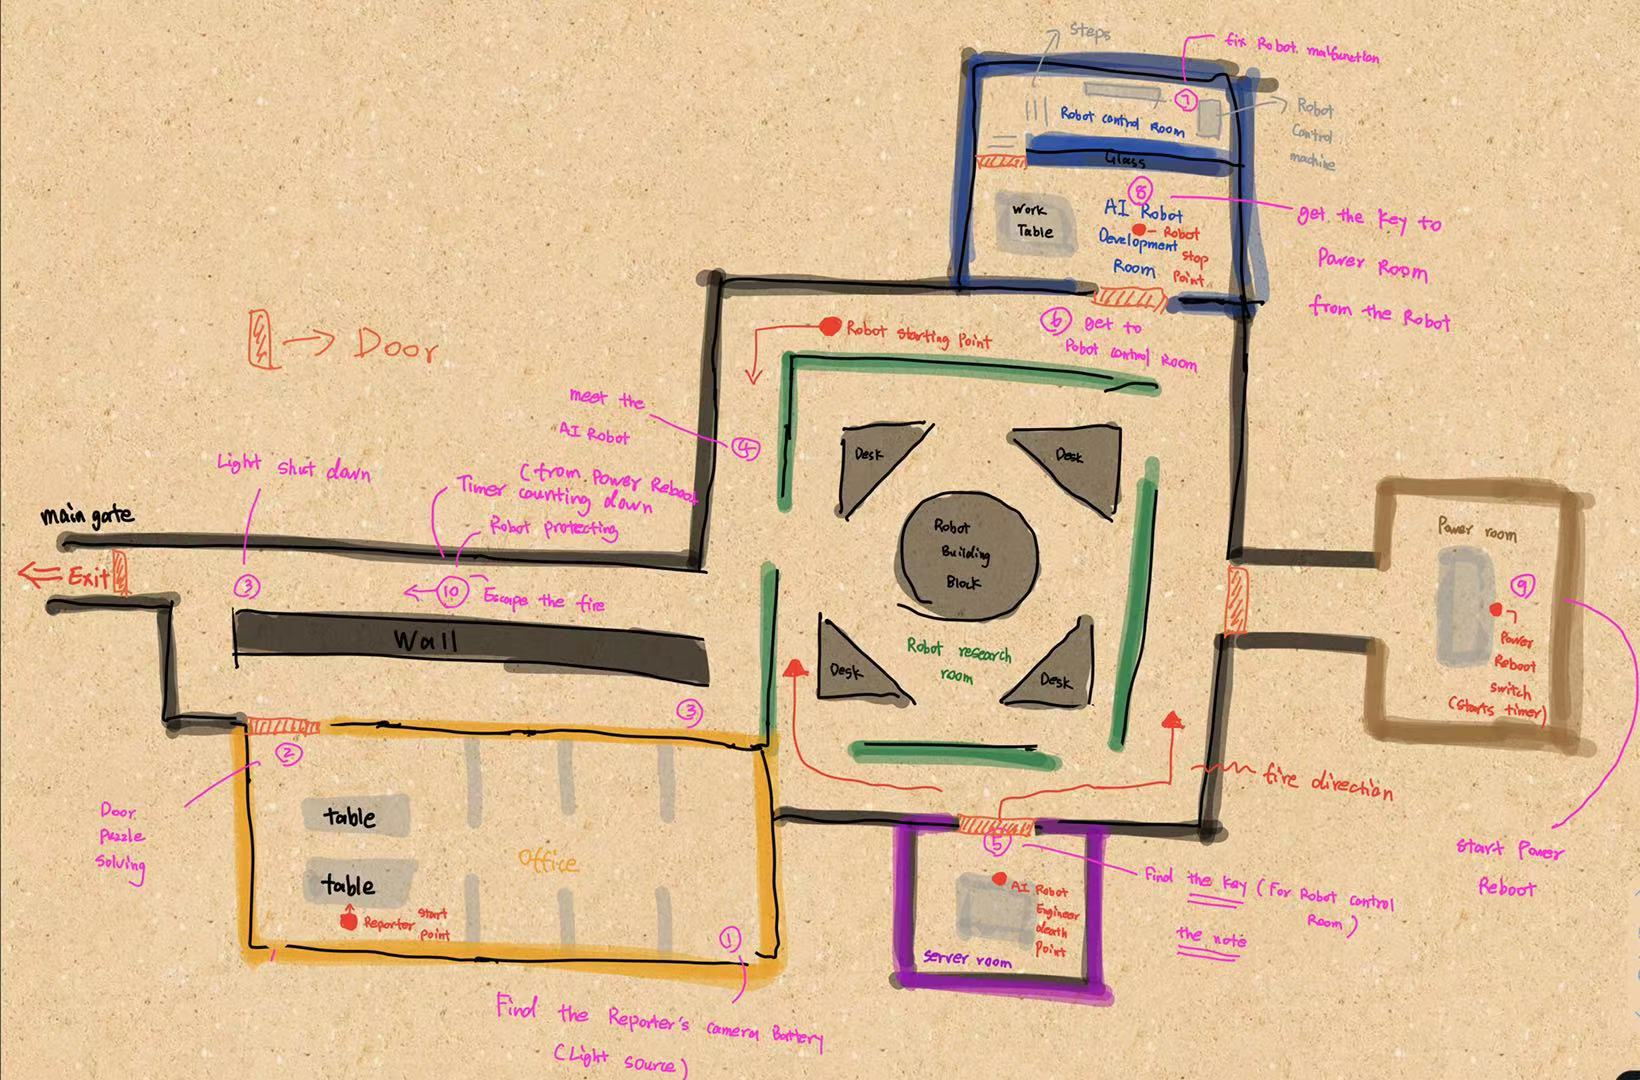 Steps
fix Robot malfunction
7
Robot control Room
Robot
Control
machine
Glass
8
Work
Table
AI Robot
Development
Room
Robot
stop
Point
get the key to
Power Room
from the Robot
6
get to
Robot control Room
Robot starting Point
Door
meet the
AI Robot
4
Light shut down
(from Power Reboot
Timer counting down
Robot protecting
main gate
Exit
3
10
Escape the fire
Wall
3
Desk
Desk
Robot
Building
Block
Desk
Desk
Robot research
room
Power room
9
Power
Reboot
switch
(starts timer)
fire direction
start Power
Reboot
2
Door
Puzzle
Solving
table
table
Office
Reporter start
point
1
Find the Reporter's camera Battery
(Light source)
5
AI Robot
Engineer
death
Point
server room
Find the key (For Robot control
Room)
the note